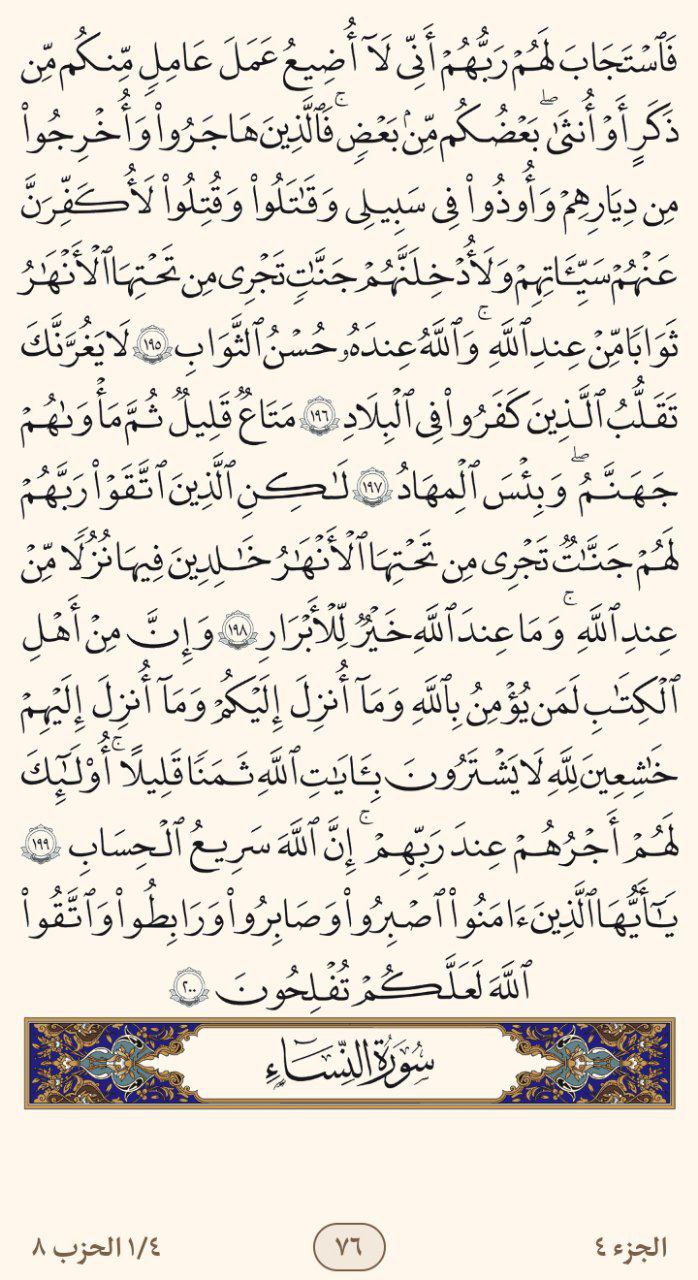 فَٱسۡتَجَابَ لَهُمۡ رَبُّهُمۡ أَنِّي لَآ أُضِيعُ عَمَلَ عَٰمِلٖ مِّنكُم مِّن
ذَكَرٍ أَوۡ أُنثَىٰۖ بَعۡضُكُم مِّنۢ بَعۡضٖۚ فَٱلَّذِينَ هَاجَرُواْ وَأُخۡرِجُواْ
مِن دِيَٰرِهِمۡ وَأُوذُواْ فِي سَبِيلِي وَقَٰتَلُواْ وَقُتِلُواْ لَأُكَفِّرَنَّ
عَنۡهُمۡ سَيِّـَٔاتِهِمۡ وَلَأُدۡخِلَنَّهُمۡ جَنَّٰتٖ تَجۡرِي مِن تَحۡتِهَا ٱلۡأَنۡهَٰرُ
ثَوَابٗا مِّنۡ عِندِ ٱللَّهِۚ وَٱللَّهُ عِندَهُۥ حُسۡنُ ٱلثَّوَابِ ١٩٥ لَا يَغُرَّنَّكَ
تَقَلُّبُ ٱلَّذِينَ كَفَرُواْ فِي ٱلۡبِلَٰدِ ١٩٦ مَتَٰعٞ قَلِيلٞ ثُمَّ مَأۡوَىٰهُمۡ
جَهَنَّمُۖ وَبِئۡسَ ٱلۡمِهَادُ ١٩٧ لَٰكِنِ ٱلَّذِينَ ٱتَّقَوۡاْ رَبَّهُمۡ
لَهُمۡ جَنَّٰتٞ تَجۡرِي مِن تَحۡتِهَا ٱلۡأَنۡهَٰرُ خَٰلِدِينَ فِيهَا نُزُلٗا مِّنۡ
عِندِ ٱللَّهِۚ وَمَا عِندَ ٱللَّهِ خَيۡرٞ لِّلۡأَبۡرَارِ ١٩٨ وَإِنَّ مِنۡ أَهۡلِ
ٱلۡكِتَٰبِ لَمَن يُؤۡمِنُ بِٱللَّهِ وَمَآ أُنزِلَ إِلَيۡكُمۡ وَمَآ أُنزِلَ إِلَيۡهِمۡ
خَٰشِعِينَ لِلَّهِ لَا يَشۡتَرُونَ بِـَٔايَٰتِ ٱللَّهِ ثَمَنٗا قَلِيلًاۚ أُوْلَٰٓئِكَ
لَهُمۡ أَجۡرُهُمۡ عِندَ رَبِّهِمۡۚ إِنَّ ٱللَّهَ سَرِيعُ ٱلۡحِسَابِ ١٩٩
يَٰٓأَيُّهَا ٱلَّذِينَ ءَامَنُواْ ٱصۡبِرُواْ وَصَابِرُواْ وَرَابِطُواْ وَٱتَّقُواْ
ٱللَّهَ لَعَلَّكُمۡ تُفۡلِحُونَ ٢٠٠
سُورَةُ النِّسَاءِ
الجزء ٤
٧٦
١/٤ الحزب ٨